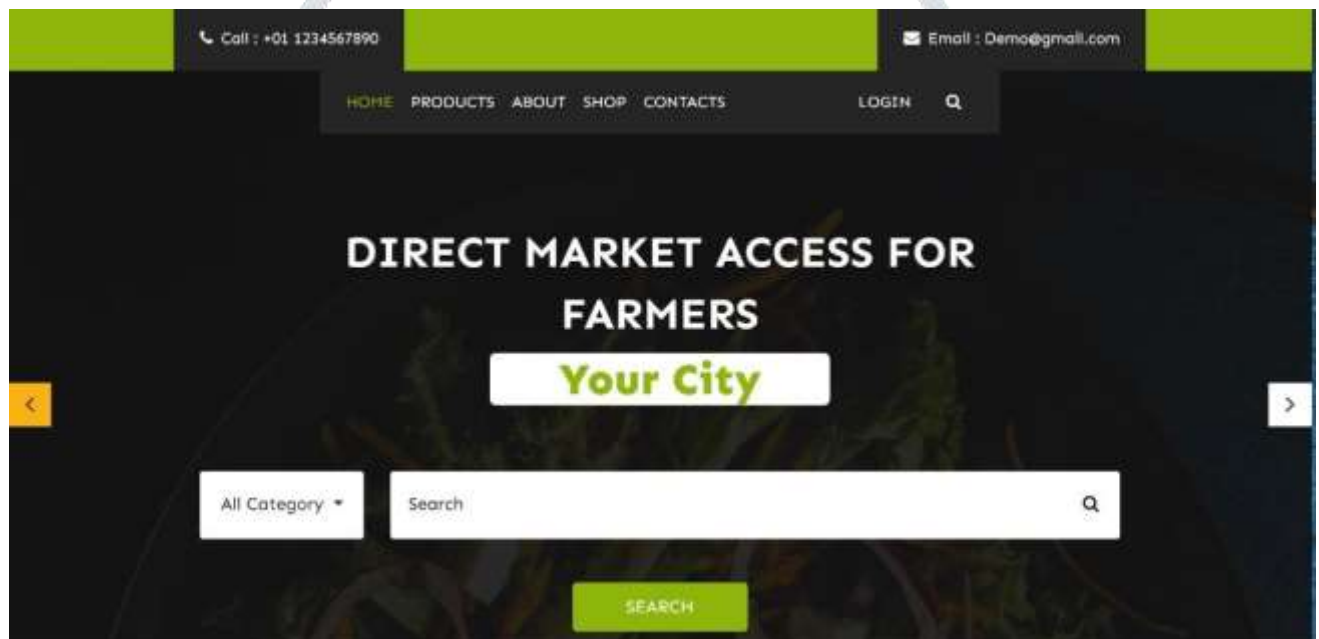 Call : +01 1234567890
Email : Demo@gmail.com
HOME PRODUCTS ABOUT SHOP CONTACTS LOGIN
DIRECT MARKET ACCESS FOR
FARMERS
Your City
All Category
Search
SEARCH